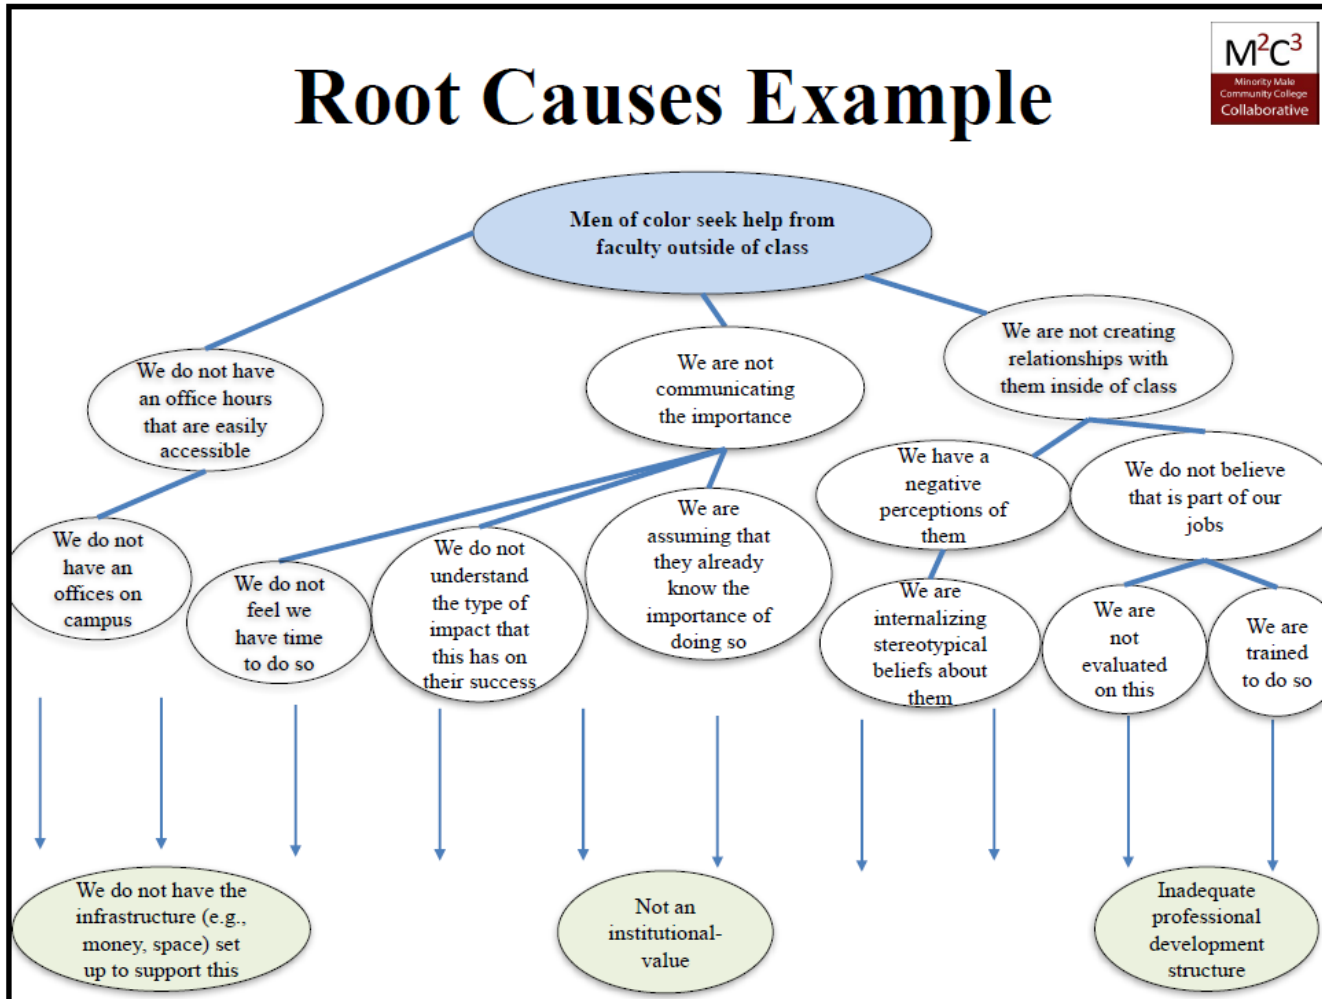 Root Causes Example
M²C³
Minority Male
Community College
Collaborative
Men of color seek help from
faculty outside of class
We do not have
an office hours
that are easily
accessible
We are not
communicating
the importance
We are not creating
relationships with
them inside of class
We have a
negative
perceptions of
them
We do not believe
that is part of our
jobs
We do not
have an
offices on
campus
We do not
feel we
have time
to do so
We do not
understand
the type of
impact that
this has on
their success
We are
assuming that
they already
know the
importance of
doing so
We are
internalizing
stereotypical
beliefs about
them
We are
not
evaluated
on this
We are
trained
to do so
We do not have the
infrastructure (e.g.,
money, space) set
up to support this
Not an
institutional-
value
Inadequate
professional
development
structure